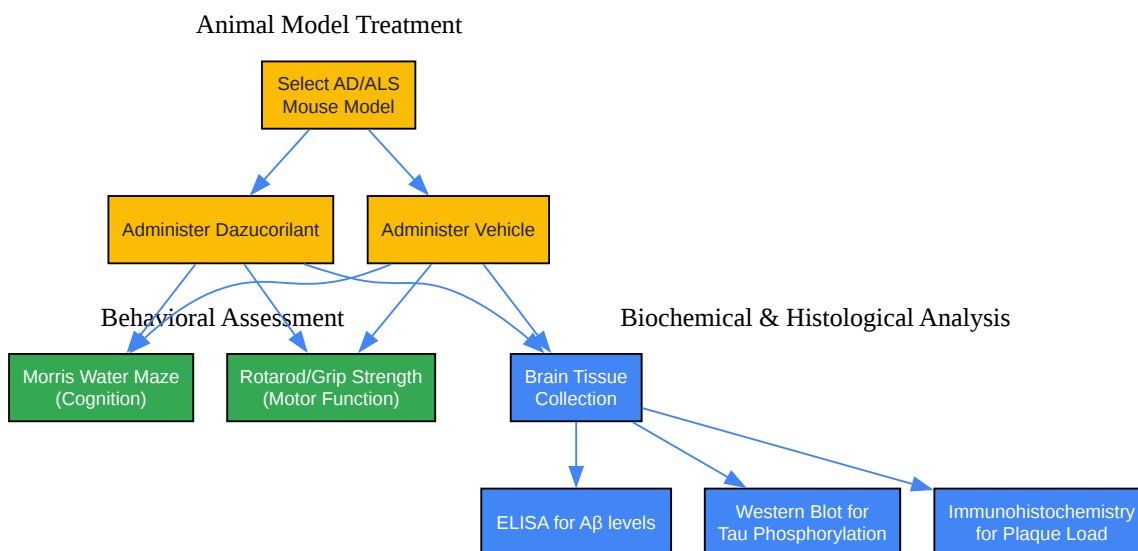 Animal Model Treatment
Select AD/ALS
Mouse Model
Administer Dazucorilant
Administer Vehicle
Behavioral Assessment
Biochemical & Histological Analysis
Morris Water Maze
(Cognition)
Rotarod/Grip Strength
(Motor Function)
Brain Tissue
Collection
ELISA for Aβ levels
Western Blot for
Tau Phosphorylation
Immunohistochemistry
for Plaque Load